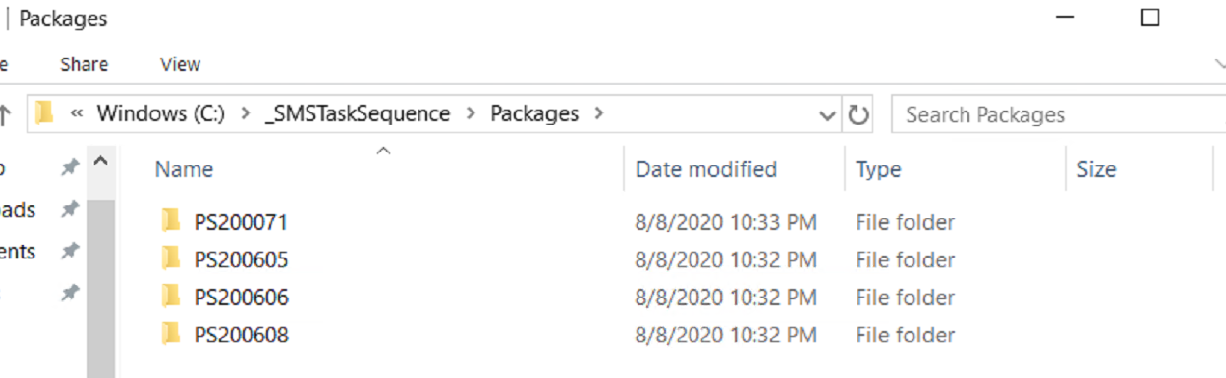 Packages
Share View
« Windows (C:) > _SMSTaskSequence > Packages >
Search Packages
Name Date modified Type Size
PS200071 8/8/2020 10:33 PM File folder
PS200605 8/8/2020 10:32 PM File folder
PS200606 8/8/2020 10:32 PM File folder
PS200608 8/8/2020 10:32 PM File folder